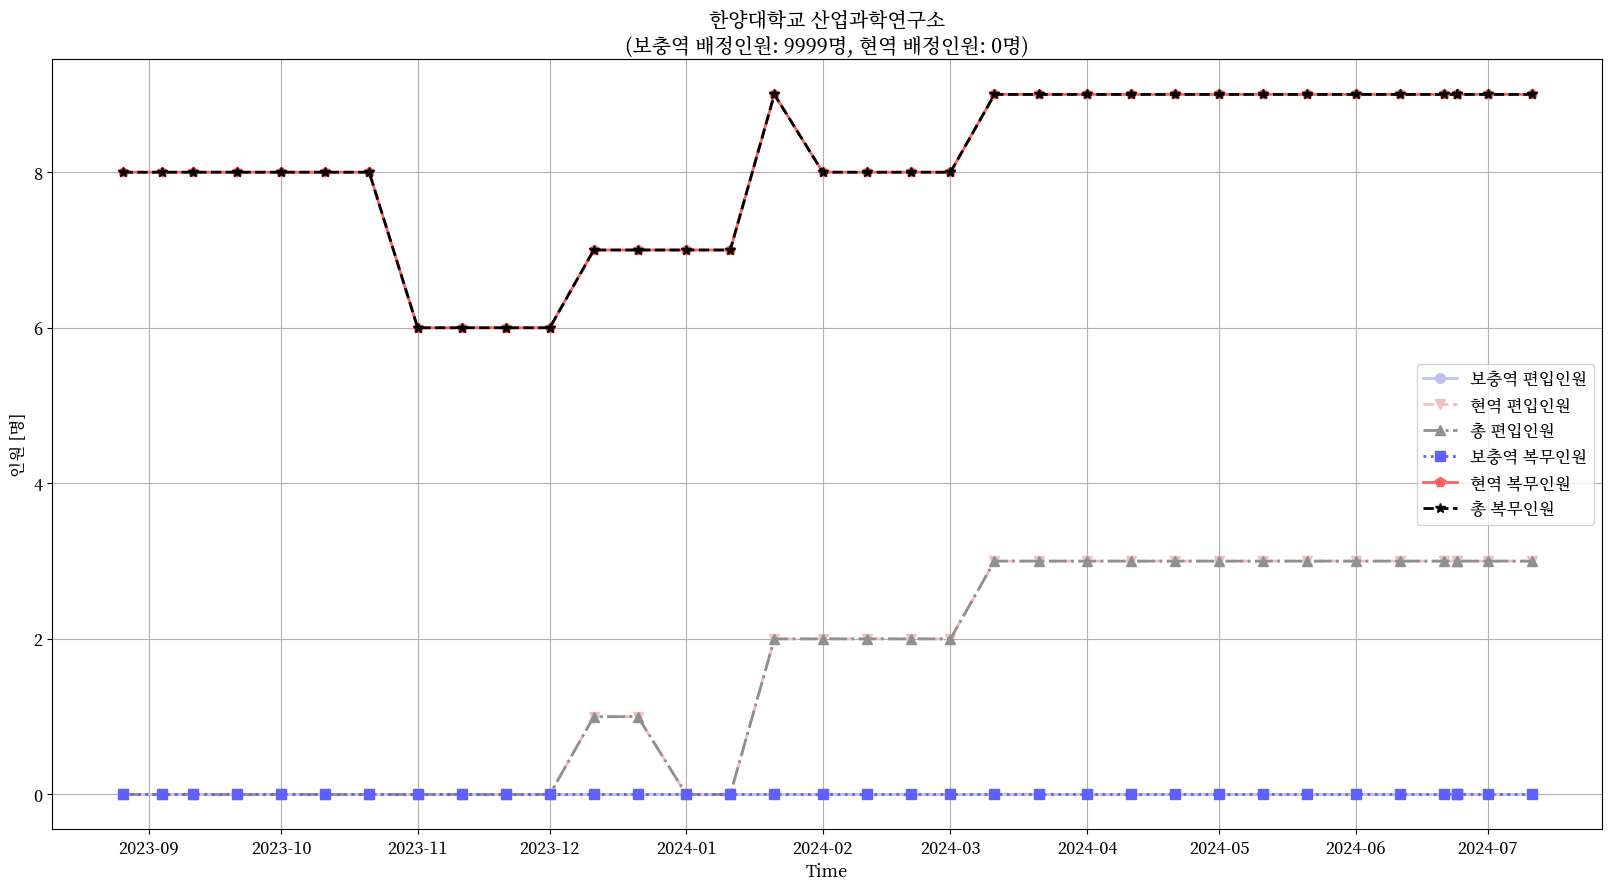 한양대학교 산업과학연구소
(보충역 배정인원: 9999명, 현역 배정인원: 0명)
인원 [명]
8
6
4
2
0
보충역 편입인원
현역 편입인원
총 편입인원
보충역 복무인원
현역 복무인원
총 복무인원
2023-09 2023-10 2023-11 2023-12 2024-01 2024-02 2024-03 2024-04 2024-05 2024-06 2024-07
Time